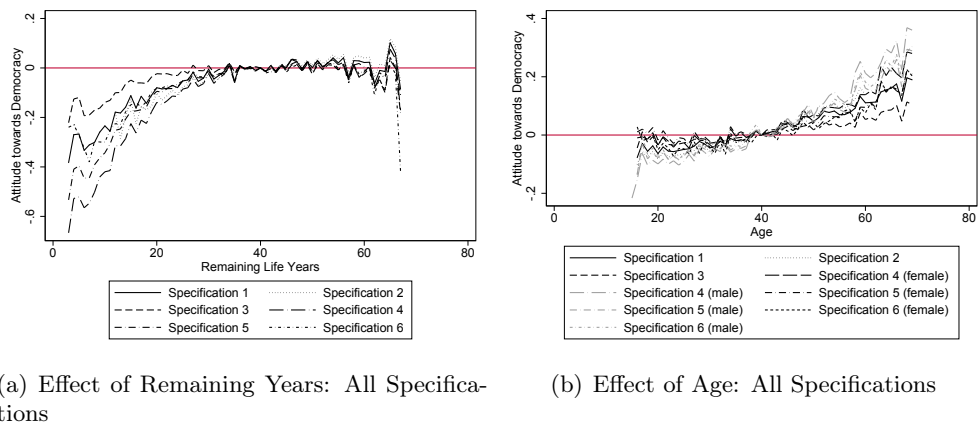 Attitude towards Democracy
.2
0
-.2
-.4
-.6
0 20 40 60 80
Remaining Life Years
Specification 1 Specification 2
Specification 3 Specification 4
Specification 5 Specification 6
(a) Effect of Remaining Years: All Specifica-
tions
Attitude towards Democracy
.4
.2
0
-.2
0 20 40 60 80
Age
Specification 1 Specification 2
Specification 3 Specification 4 (female)
Specification 4 (male) Specification 5 (female)
Specification 5 (male) Specification 6 (female)
Specification 6 (male)
(b) Effect of Age: All Specifications